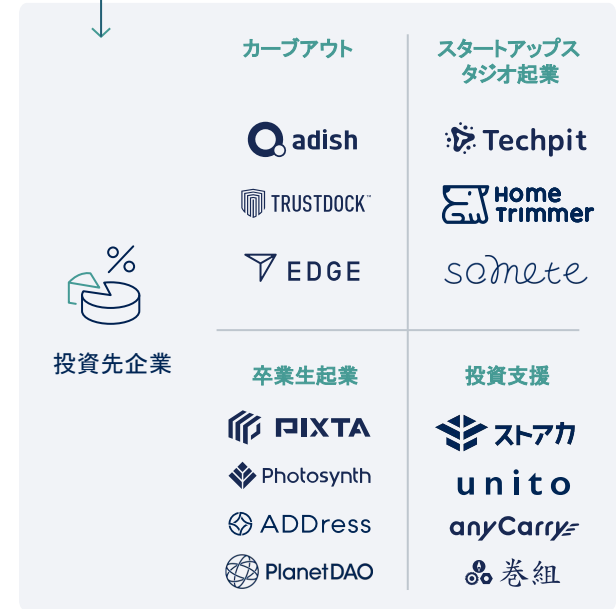 カーブアウト
adish
TRUSTDOCK™
EDGE
スタートアップス
タジオ起業
Techpit
Home
Trimmer
somete
%
投資先企業
卒業生起業
PIXTA
Photosynth
ADDress
PlanetDAO
投資支援
ストアカ
unito
anyCarry
巻組